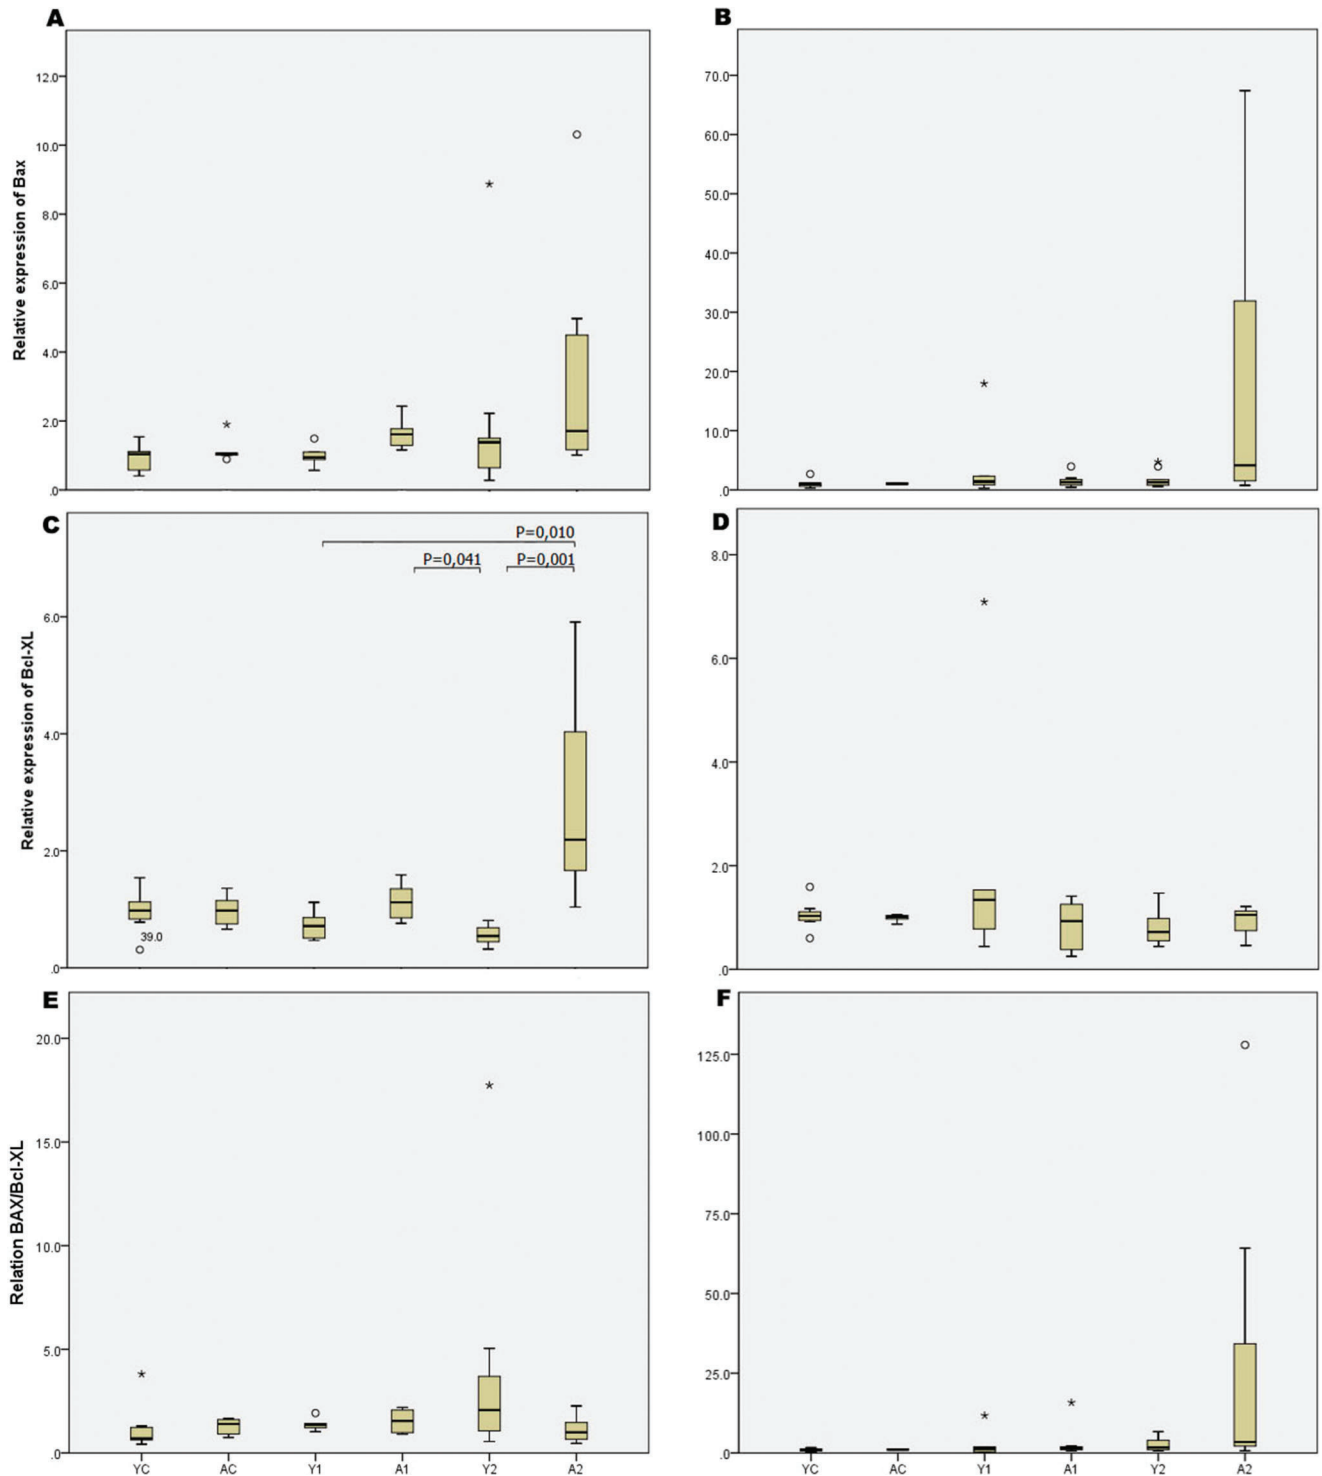 A
Relative expression of Bax
12.0
10.0
8.0
6.0
4.0
2.0
.0
B
70.0
60.0
50.0
40.0
30.0
20.0
10.0
.0
C
Relative expression of Bcl-XL
6.0
4.0
2.0
.0
P=0,010
P=0,041
P=0,001
39.0
D
8.0
6.0
4.0
2.0
.0
E
Relation BAX/Bcl-XL
20.0
15.0
10.0
5.0
.0
YC AC Y1 A1 Y2 A2
F
125.0
100.0
75.0
50.0
25.0
.0
YC AC Y1 A1 Y2 A2